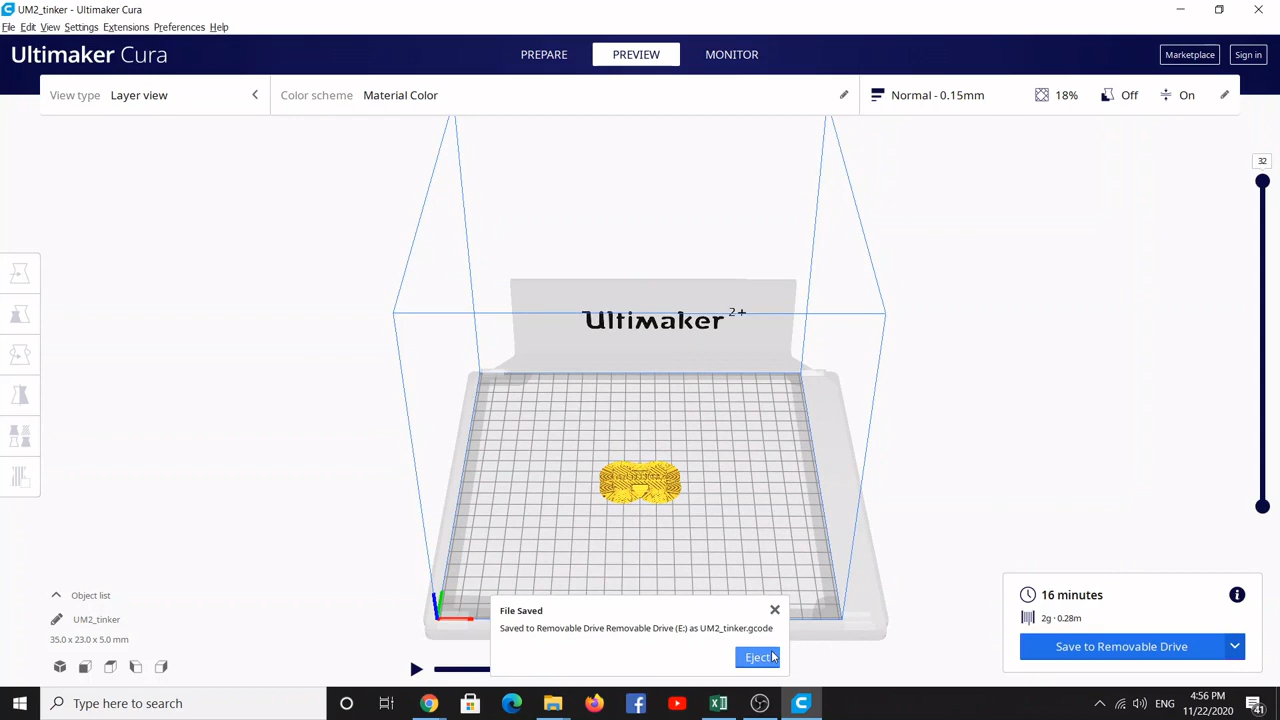 UM2_tinker - Ultimaker Cura
File Edit View Settings Extensions Preferences Help
Ultimaker Cura
PREPARE
PREVIEW
MONITOR
Marketplace
Sign in
View type Layer view
Color scheme Material Color
Normal - 0.15mm
18%
Off
On
32
Ultimaker 2+
Object list
UM2_tinker
35.0 x 23.0 x 5.0 mm
File Saved
Saved to Removable Drive Removable Drive (E:) as UM2_tinker.gcode
Eject
16 minutes
2g · 0.28m
Save to Removable Drive
Type here to search
ENG
4:56 PM
11/22/2020
41